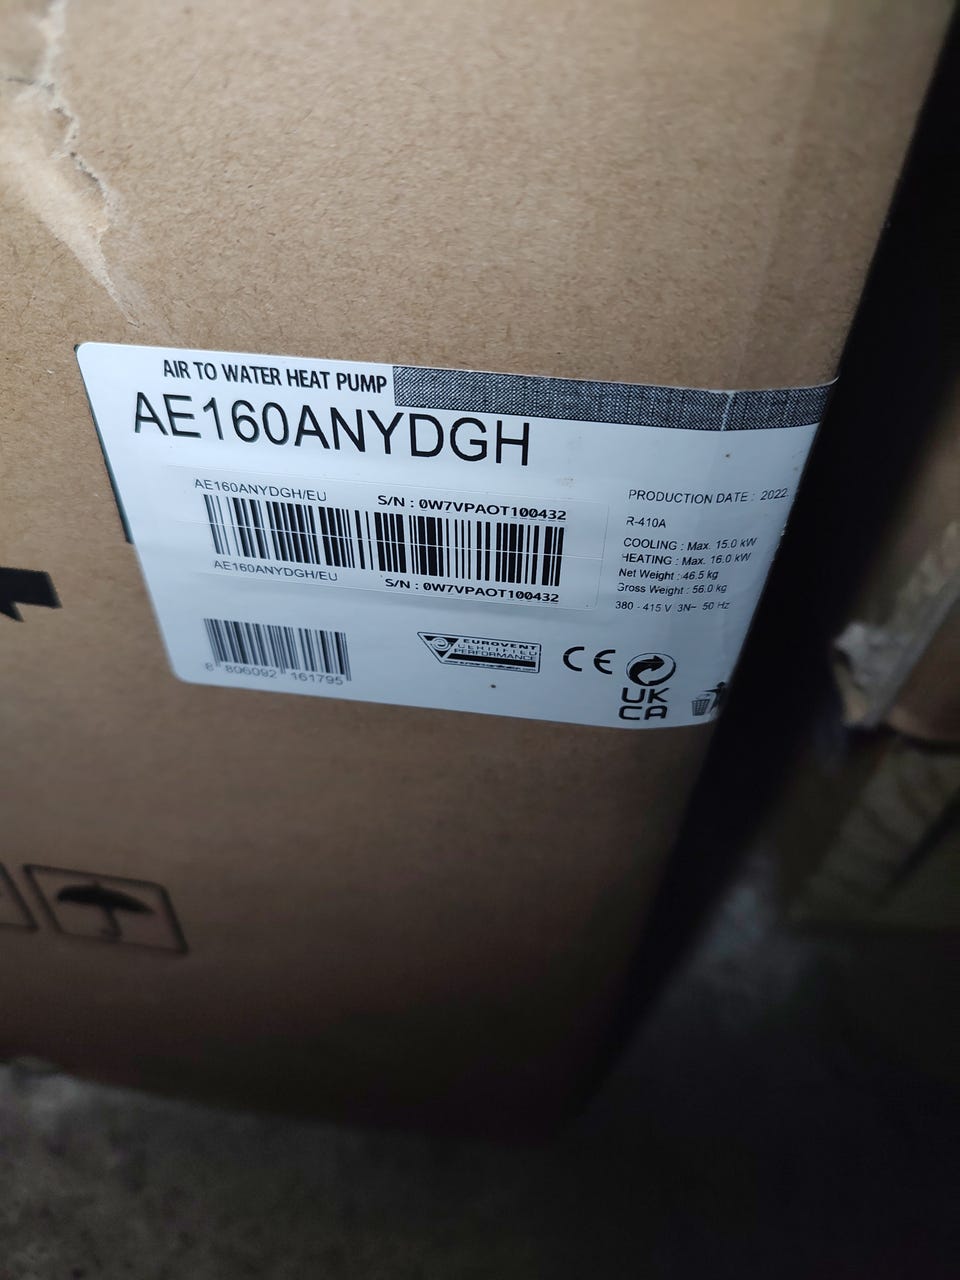 AIR TO WATER HEAT PUMP
AE160ANYDGH
AE160ANYDGH/EU
S/N : 0W7VPAOT100432
AE160ANYDGH/EU
S/N : 0W7VPAOT100432
PRODUCTION DATE : 2022.
R-410A
COOLING : Max. 15.0 kW
HEATING : Max. 16.0 kW
Net Weight : 46.5 kg
Gross Weight : 56.0 kg
380 - 415 V 3N~ 50 Hz
8 806092 161795
EUROVENT
CERTIFIED
PERFORMANCE
CE
UK
CA